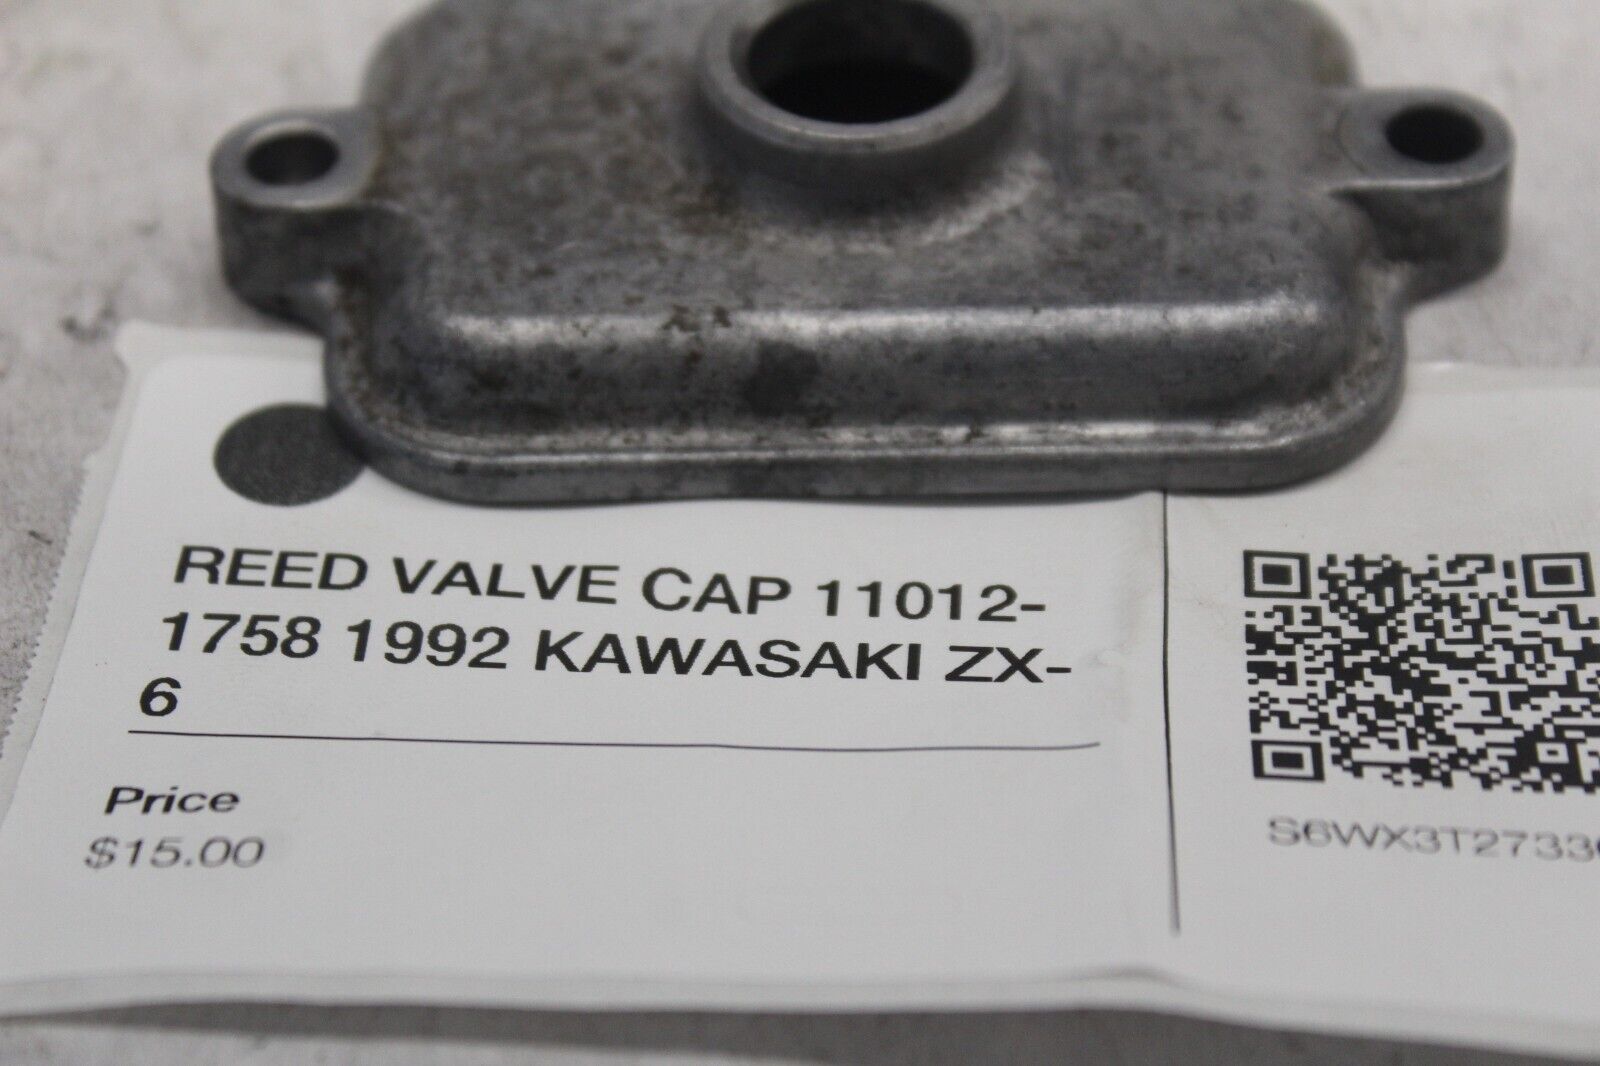 REED VALVE CAP 11012-
1758 1992 KAWASAKI ZX-
6
Price
$15.00